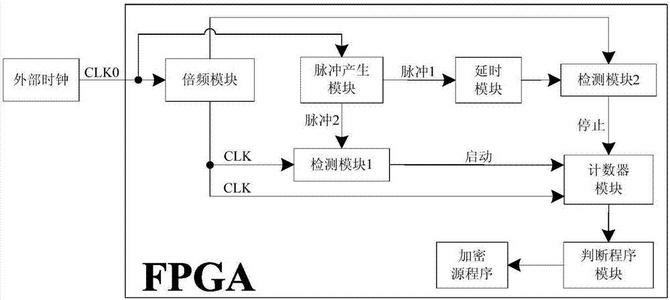 外部时钟
CLK0
倍频模块
脉冲产生
模块
脉冲1
延时
模块
检测模块2
脉冲2
停止
CLK
检测模块1
启动
计数器
模块
CLK
加密
源程序
判断程序
模块
FPGA